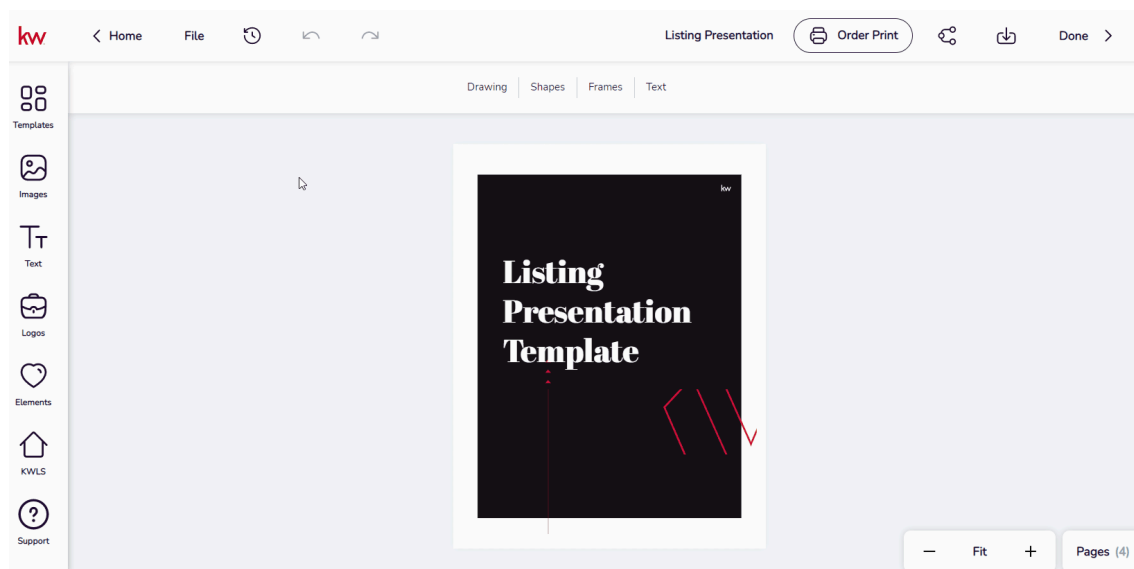 kw
Home
File
Listing Presentation
Order Print
Done
Drawing
Shapes
Frames
Text
Templates
Images
Text
Logos
Elements
KWLS
Support
kw
Listing
Presentation
Template
Fit
Pages (4)